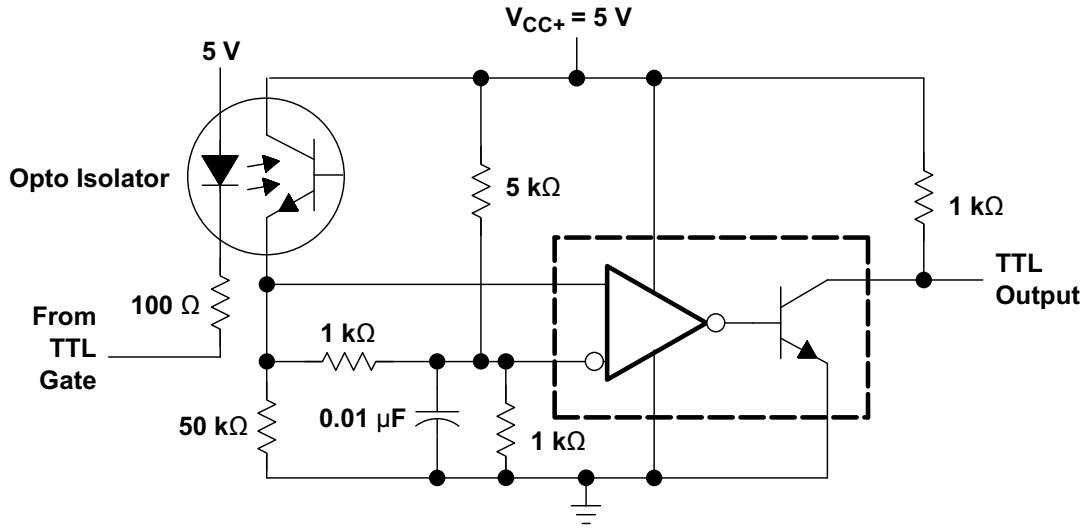 V CC+ = 5 V
5 V
Opto Isolator
5 kΩ
1 kΩ
TTL
Output
100 Ω
From
TTL
Gate
1 kΩ
50 kΩ
0.01 µF
1 kΩ